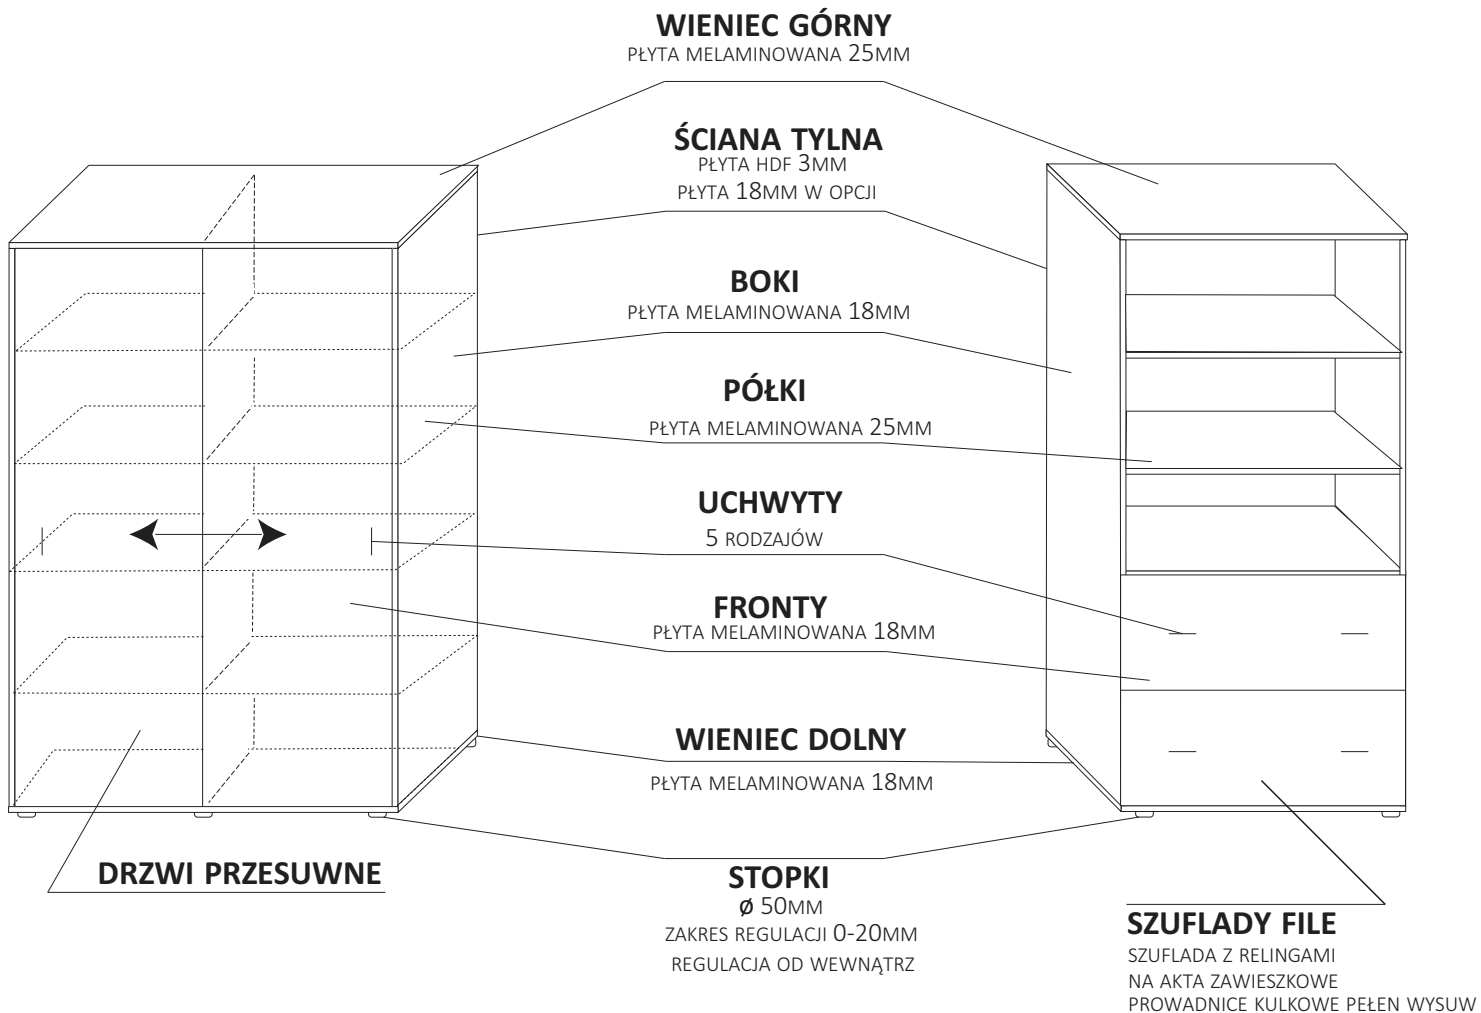 WIENIEC GÓRNY
PŁYTA MELAMINOWANA 25MM
ŚCIANA TYLNA
PŁYTA HDF 3MM
PŁYTA 18MM W OPCJI
BOKI
PŁYTA MELAMINOWANA 18MM
PÓŁKI
PŁYTA MELAMINOWANA 25MM
UCHWYTY
5 RODZAJÓW
FRONTY
PŁYTA MELAMINOWANA 18MM
WIENIEC DOLNY
PŁYTA MELAMINOWANA 18MM
DRZWI PRZESUWNE
STOPKI
Ø 50MM
ZAKRES REGULACJI 0-20MM
REGULACJA OD WEWNĄTRZ
SZUFLADY FILE
SZUFLADA Z RELINGAMI
NA AKTA ZAWIESZKOWE
PROWADNICE KULKOWE PEŁEN WYSUW